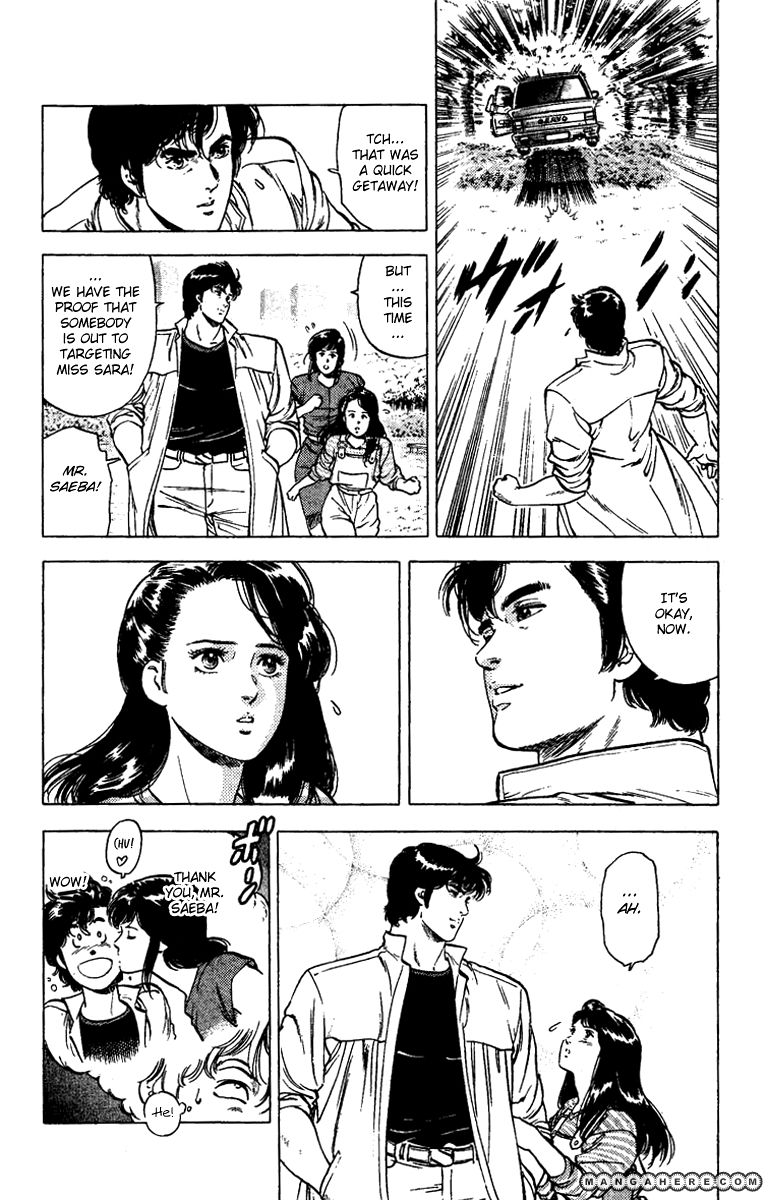 TCH...
THAT WAS
A QUICK
GETAWAY!
BUT
...
THIS
TIME
...
...
WE HAVE THE
PROOF THAT
SOMEBODY
IS OUT TO
TARGETING
MISS SARA!
MR.
SAEBA!
IT'S
OKAY,
NOW.
...
AH.
THANK
YOU, MR.
SAEBA!
CHU!
♡
WOW!
He!
MANGAHERE.COM